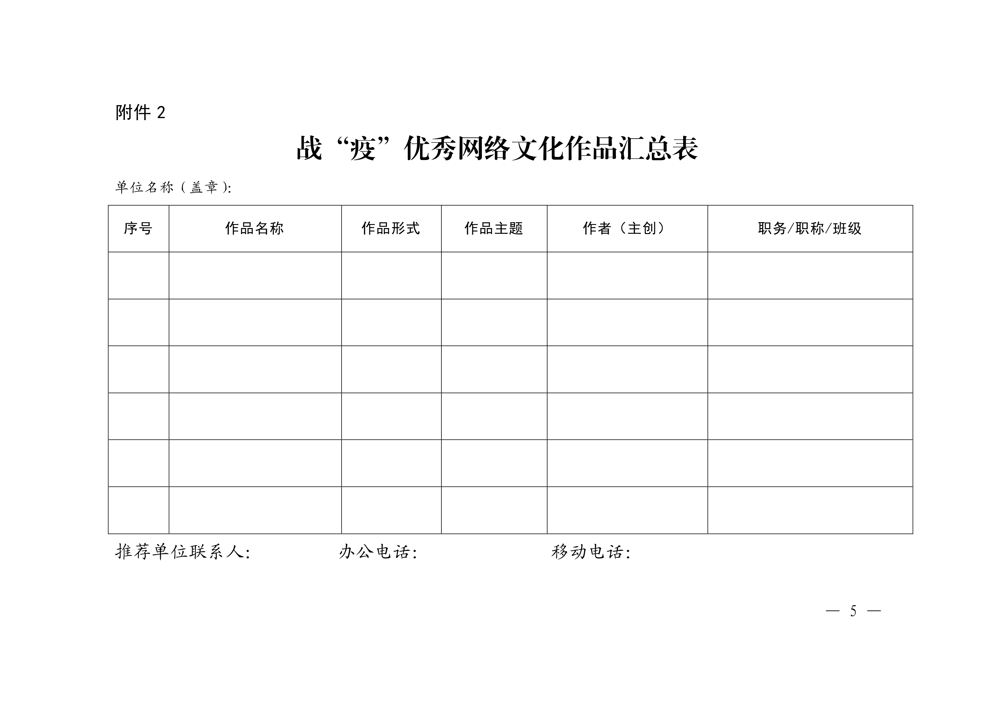 附件 2
战“疫”优秀网络文化作品汇总表
单位名称（盖章）：
序号 作品名称 作品形式 作品主题 作者（主创） 职务/职称/班级
推荐单位联系人： 办公电话： 移动电话：
— 5 —